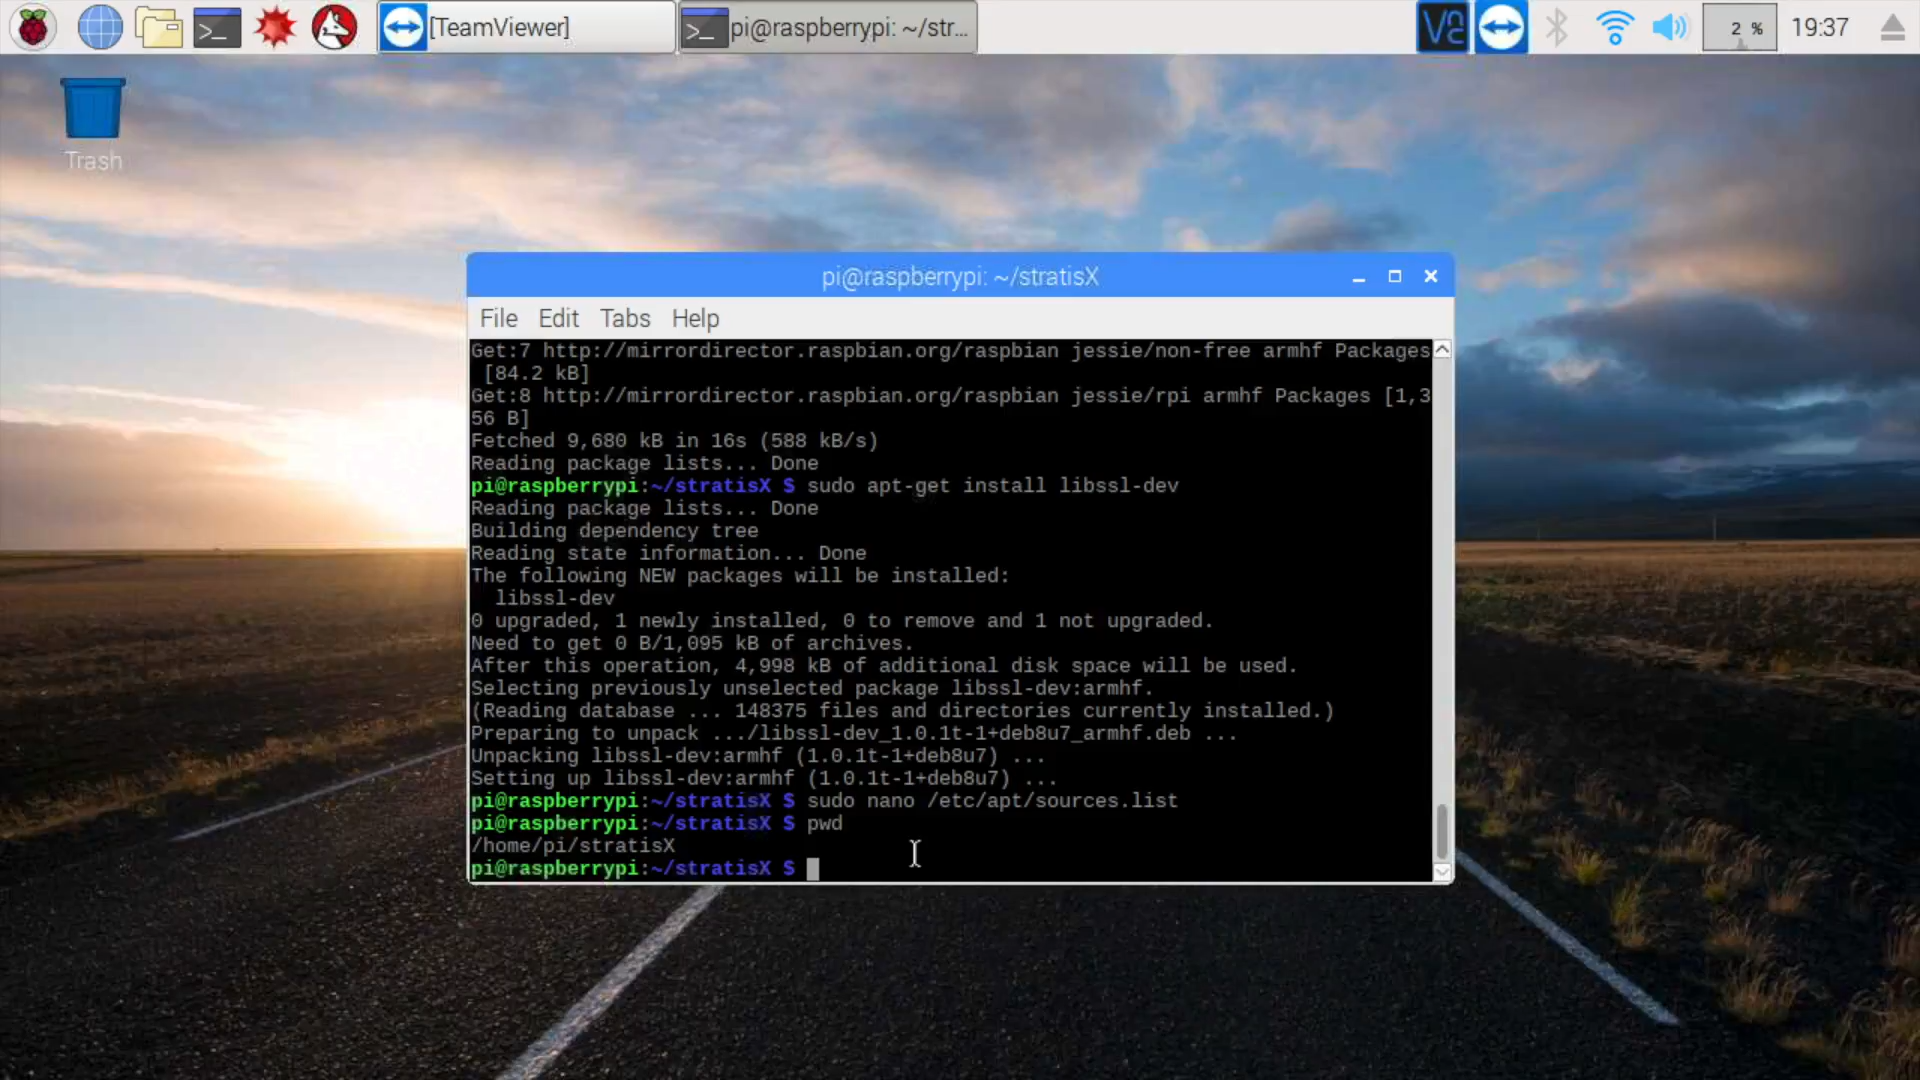 [TeamViewer]
pi@raspberrypi: ~/str...
2 %
19:37
Trash
pi@raspberrypi: ~/stratisX
File Edit Tabs Help
Get:7 http://mirrordirector.raspbian.org/raspbian jessie/non-free armhf Packages
[84.2 kB]
Get:8 http://mirrordirector.raspbian.org/raspbian jessie/rpi armhf Packages [1,3
56 B]
Fetched 9,680 kB in 16s (588 kB/s)
Reading package lists... Done
pi@raspberrypi:~/stratisX $ sudo apt-get install libssl-dev
Reading package lists... Done
Building dependency tree
Reading state information... Done
The following NEW packages will be installed:
libssl-dev
0 upgraded, 1 newly installed, 0 to remove and 1 not upgraded.
Need to get 0 B/1,095 kB of archives.
After this operation, 4,998 kB of additional disk space will be used.
Selecting previously unselected package libssl-dev:armhf.
(Reading database ... 148375 files and directories currently installed.)
Preparing to unpack .../libssl-dev_1.0.1t-1+deb8u7_armhf.deb ...
Unpacking libssl-dev:armhf (1.0.1t-1+deb8u7) ...
Setting up libssl-dev:armhf (1.0.1t-1+deb8u7) ...
pi@raspberrypi:~/stratisX $ sudo nano /etc/apt/sources.list
pi@raspberrypi:~/stratisX $ pwd
/home/pi/stratisX
pi@raspberrypi:~/stratisX $